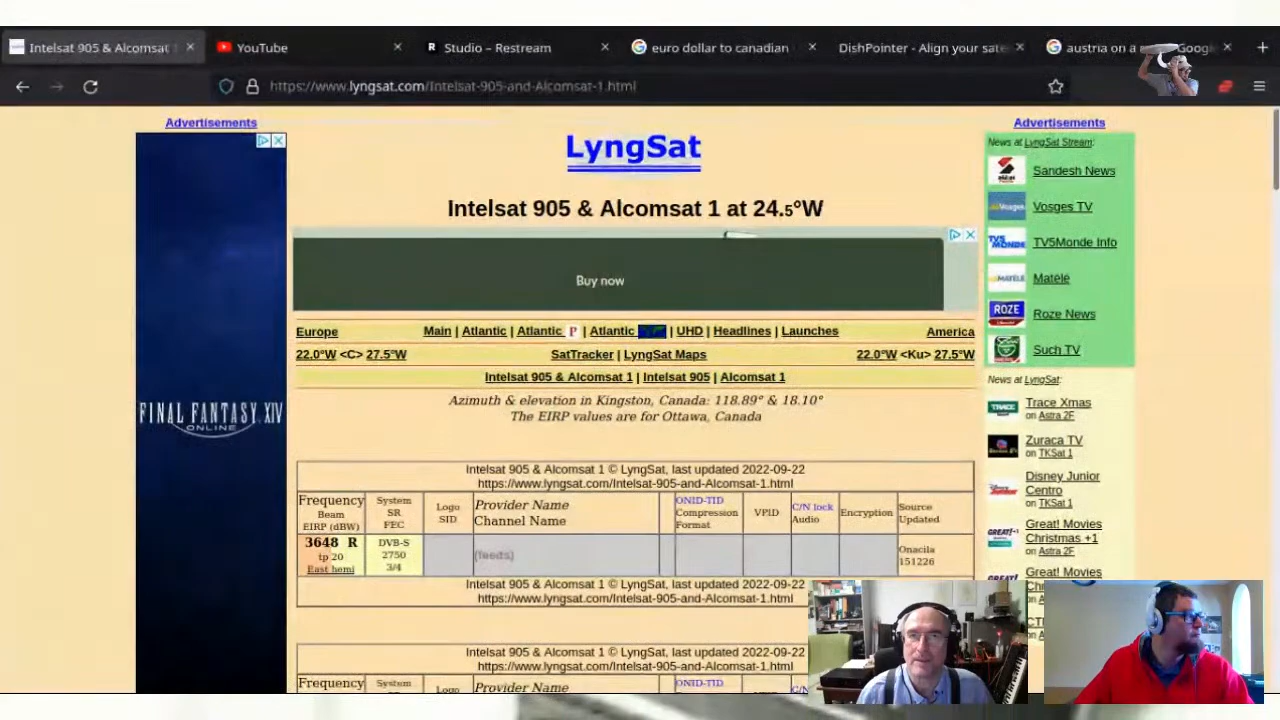 Intelsat 905 & Alcomsat
YouTube
Studio – Restream
euro dollar to canadian
DishPointer - Align your sate
austria on a
Goog
https://www.lyngsat.com/Intelsat-905-and-Alcomsat-1.html
Advertisements
LyngSat
Intelsat 905 & Alcomsat 1 at 24.5°W
Buy now
FINAL FANTASY XIV
ONLINE
Europe
Main | Atlantic | Atlantic P | Atlantic | UHD | Headlines | Launches
America
22.0°W <C> 27.5°W
SatTracker | LyngSat Maps
22.0°W <Ku> 27.5°W
Intelsat 905 & Alcomsat 1 | Intelsat 905 | Alcomsat 1
Azimuth & elevation in Kingston, Canada: 118.89° & 18.10°
The EIRP values are for Ottawa, Canada
Intelsat 905 & Alcomsat 1 © LyngSat, last updated 2022-09-22
https://www.lyngsat.com/Intelsat-905-and-Alcomsat-1.html
Frequency
Beam
EIRP (dBW)
System
SR
FEC
Logo
SID
Provider Name
Channel Name
ONID-TID
Compression
Format
VPID
C/N lock
Audio
Encryption
Source
Updated
3648 R
tp 20
East hemi
DVB-S
2750
3/4
(feeds)
Onacila
151226
Intelsat 905 & Alcomsat 1 © LyngSat, last updated 2022-09-22
https://www.lyngsat.com/Intelsat-905-and-Alcomsat-1.html
Intelsat 905 & Alcomsat 1 © LyngSat, last updated 2022-09-22
https://www.lyngsat.com/Intelsat-905-and-Alcomsat-1.html
Frequency
System
Logo
Provider Name
ONID-TID
Advertisements
News at LyngSat Stream:
Sandesh News
Vosges
Vosges TV
TV5
MONDE
TV5Monde Info
MATÉLÉ
Matélé
ROZE
Roze News
Such TV
News at LyngSat:
TRACE
Trace Xmas
on Astra 2F
Zuraca TV
on TKSat 1
Disney Junior
Centro
on TKSat 1
GREAT!
Great! Movies
Christmas +1
on Astra 2F
GREAT!
Great! Movies